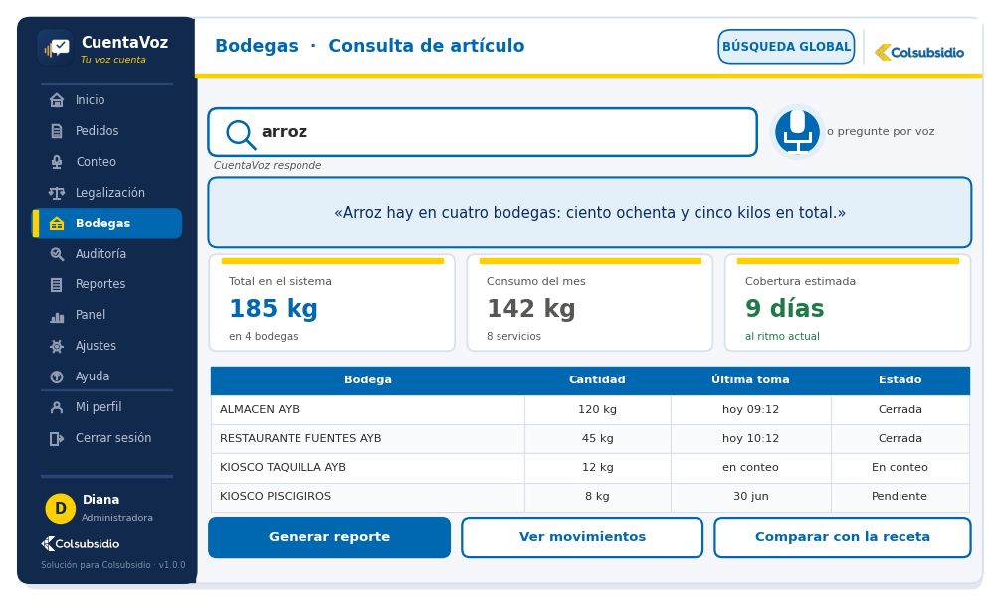 CuentaVoz
Tu voz cuenta
Inicio
Pedidos
Conteo
Legalización
Bodegas
Auditoría
Reportes
Panel
Ajustes
Ayuda
Mi perfil
Cerrar sesión
D
Diana
Administradora
Colsubsidio
Solución para Colsubsidio · v1.0.0
Bodegas · Consulta de artículo
BÚSQUEDA GLOBAL
Colsubsidio
arroz
o pregunte por voz
CuentaVoz responde
«Arroz hay en cuatro bodegas: ciento ochenta y cinco kilos en total.»
Total en el sistema
185 kg
en 4 bodegas
Consumo del mes
142 kg
8 servicios
Cobertura estimada
9 días
al ritmo actual
Bodega Cantidad Última toma Estado
ALMACEN AYB 120 kg hoy 09:12 Cerrada
RESTAURANTE FUENTES AYB 45 kg hoy 10:12 Cerrada
KIOSCO TAQUILLA AYB 12 kg en conteo En conteo
KIOSCO PISCIGIROS 8 kg 30 jun Pendiente
Generar reporte
Ver movimientos
Comparar con la receta